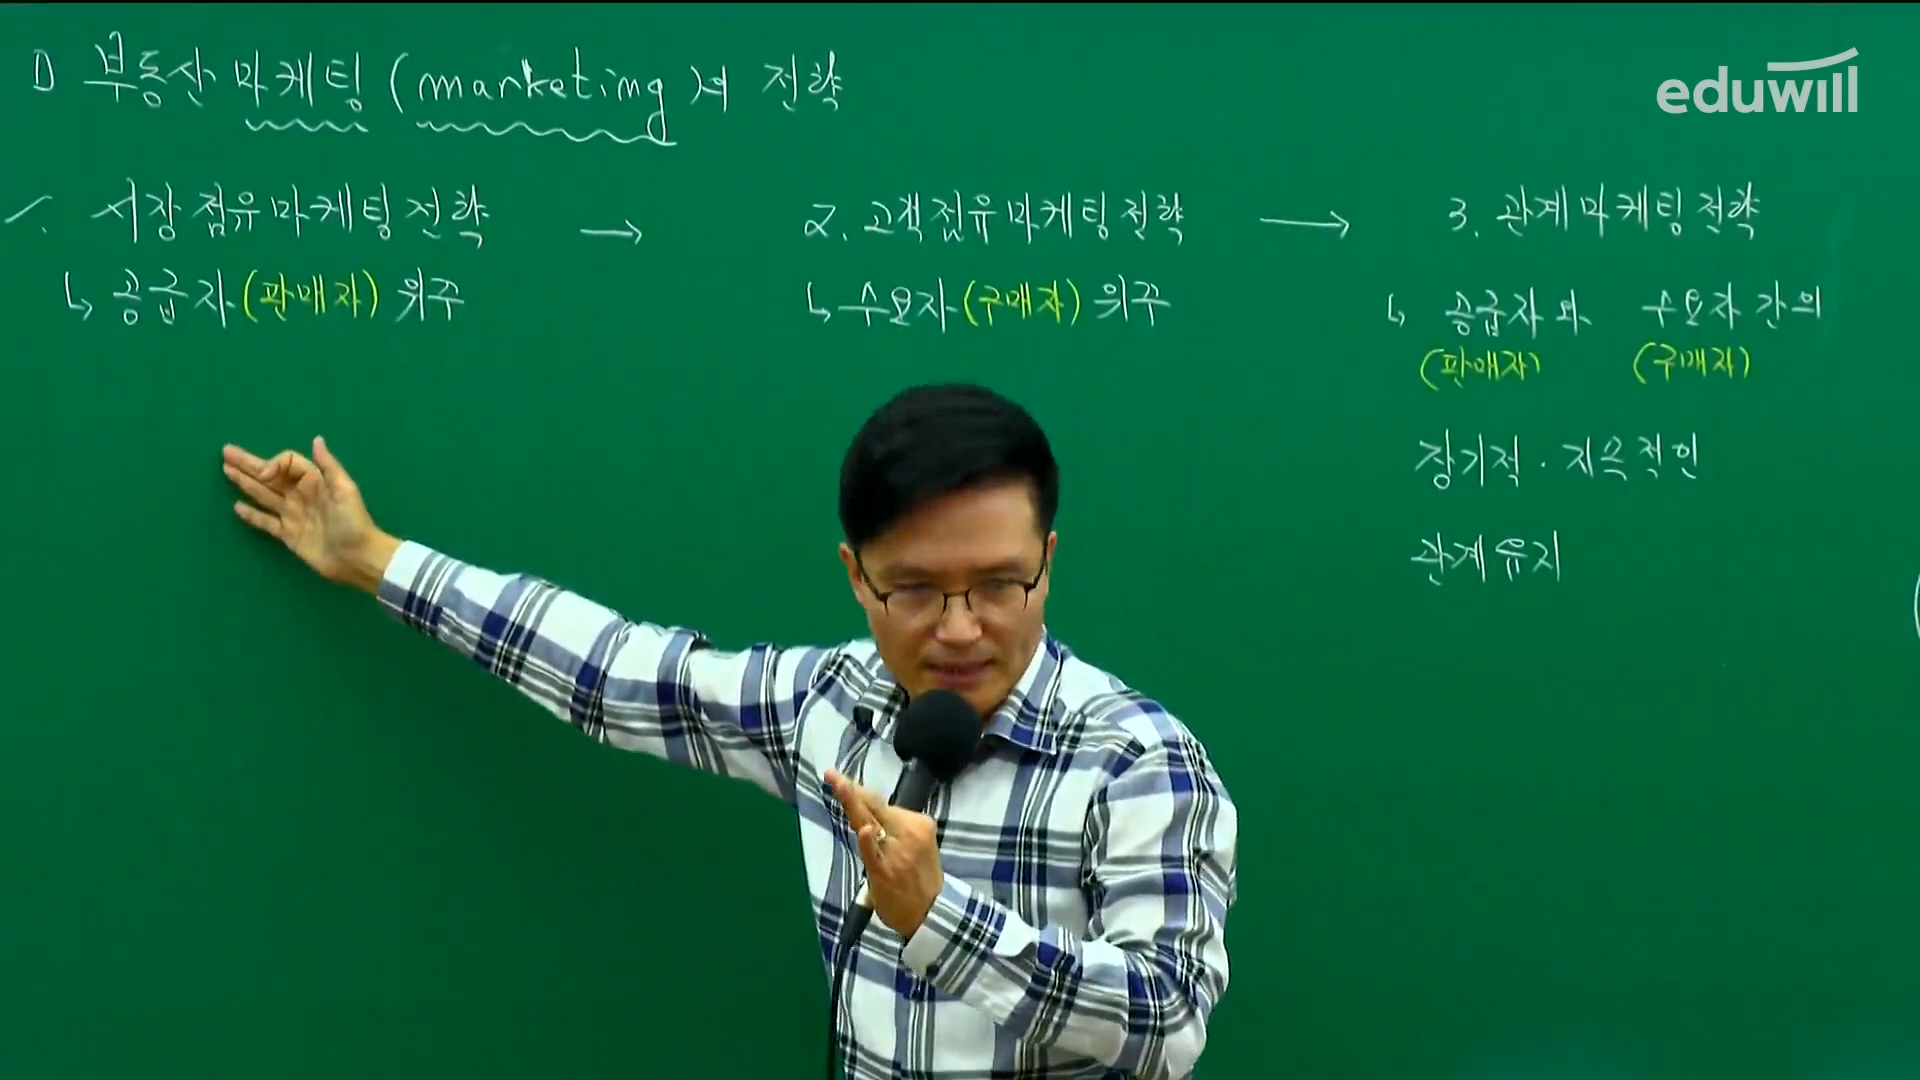 1) 부동산 마케팅 (marketing)의 전략
eduwill
1. 시장점유마케팅전략 → 2. 고객점유마케팅전략 → 3. 관계마케팅전략
↳ 공급자(판매자) 위주
↳ 수요자(구매자) 위주
↳ 공급자와 수요자 간의
(판매자) (구매자)
장기적 · 지속적인
관계유지